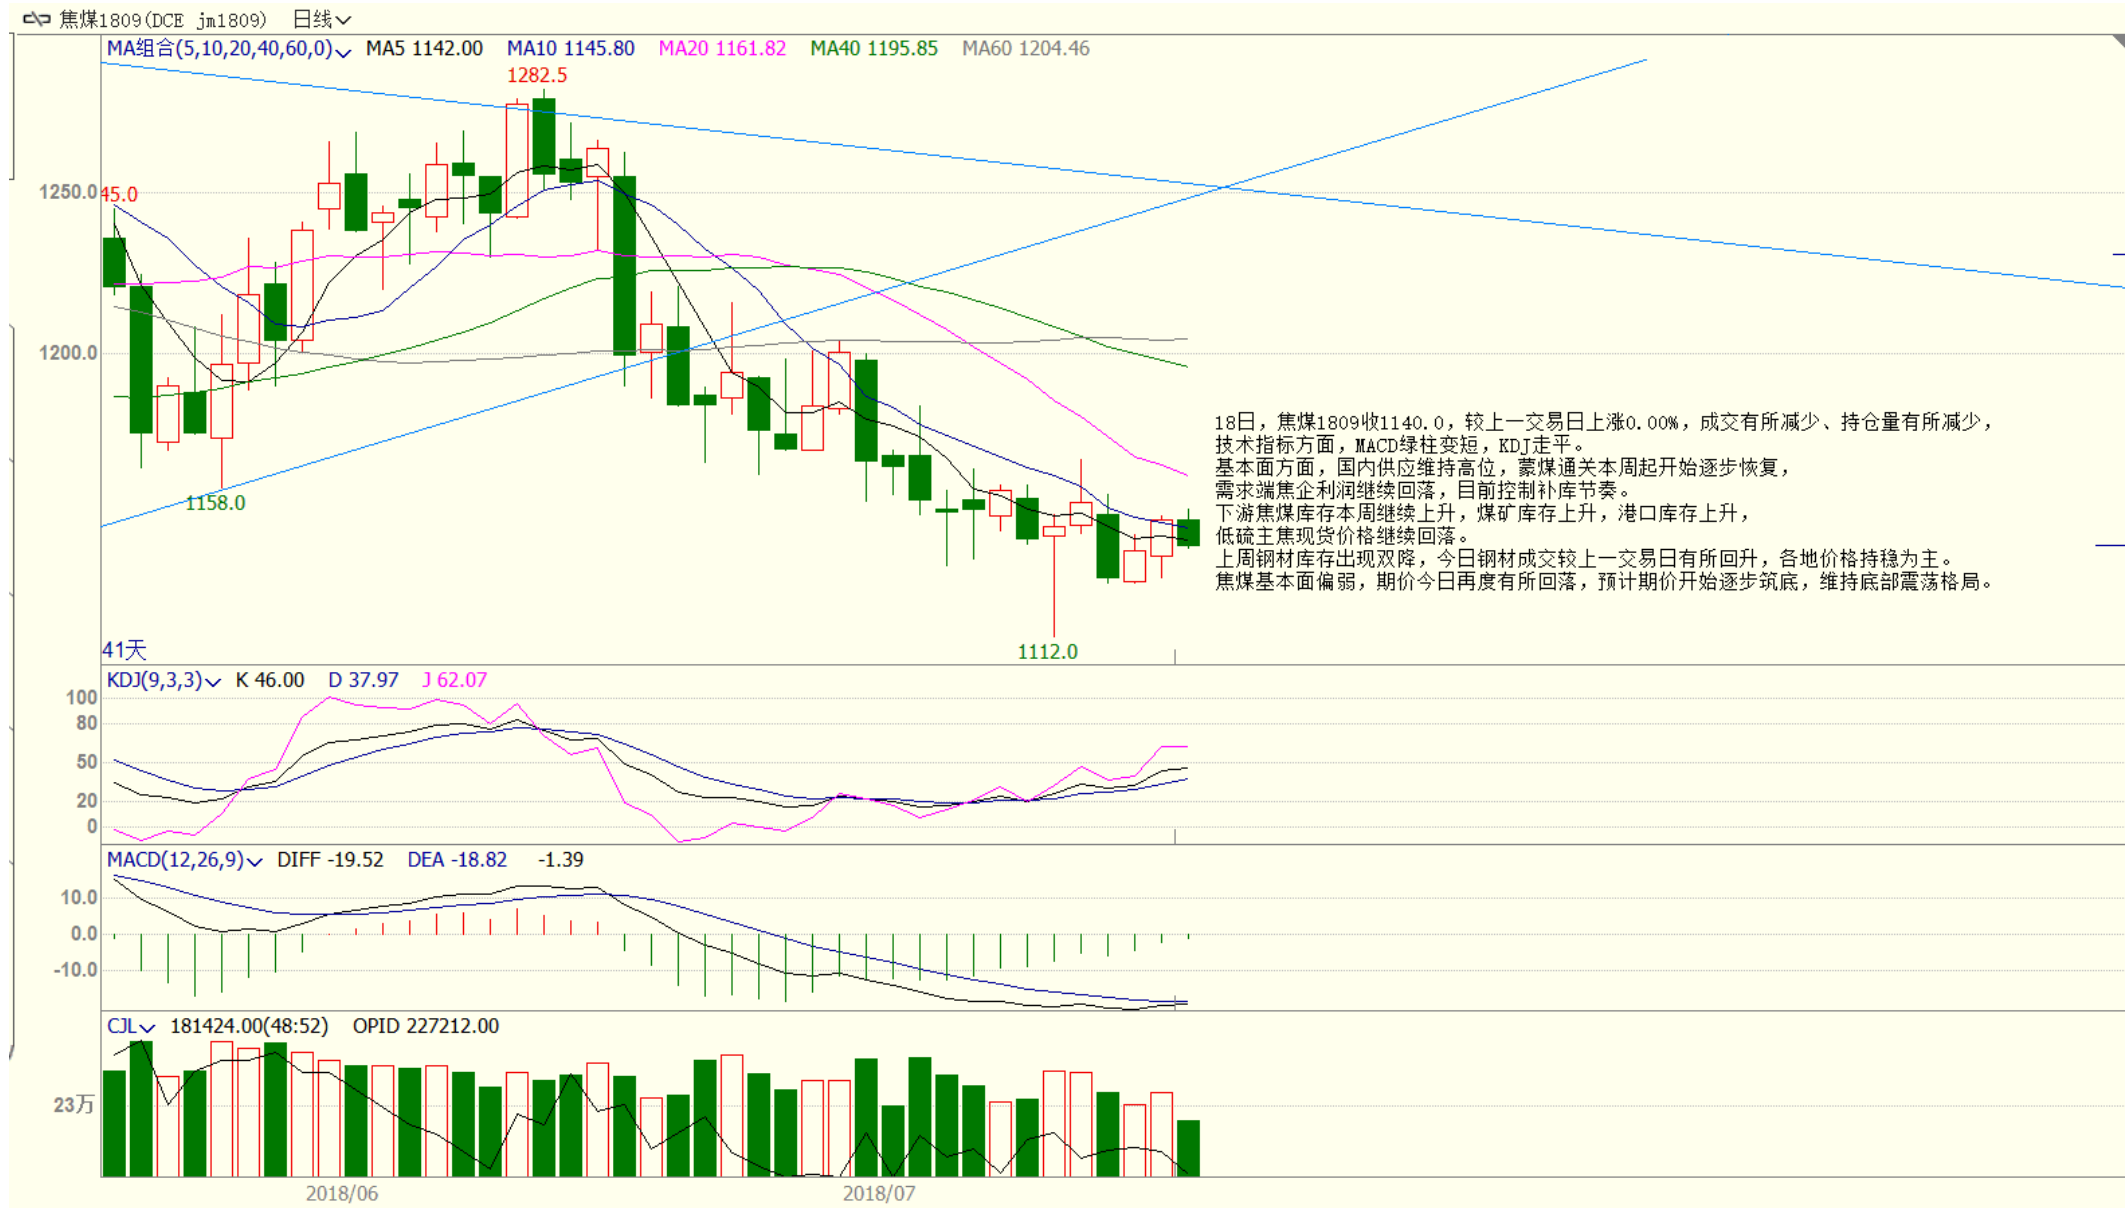 焦煤1809(DCE jm1809) 日线
MA组合(5,10,20,40,60,0) MA5 1142.00 MA10 1145.80 MA20 1161.82 MA40 1195.85 MA60 1204.46
1282.5
1250.0
45.0
1200.0
1158.0
18日，焦煤1809收1140.0，较上一交易日上涨0.00%，成交有所减少、持仓量有所减少，
技术指标方面，MACD绿柱变短，KDJ走平。
基本面方面，国内供应维持高位，蒙煤通关本周起开始逐步恢复，
需求端焦企利润继续回落，目前控制补库节奏。
下游焦煤库存本周继续上升，煤矿库存上升，港口库存上升，
低硫主焦现货价格继续回落。
上周钢材库存出现双降，今日钢材成交较上一交易日有所回升，各地价格持稳为主。
焦煤基本面偏弱，期价今日再度有所回落，预计期价开始逐步筑底，维持底部震荡格局。
41天
1112.0
KDJ(9,3,3) K 46.00 D 37.97 J 62.07
100
80
50
20
0
MACD(12,26,9) DIFF -19.52 DEA -18.82 -1.39
10.0
0.0
-10.0
CJL 181424.00(48:52) OPID 227212.00
23万
2018/06 2018/07